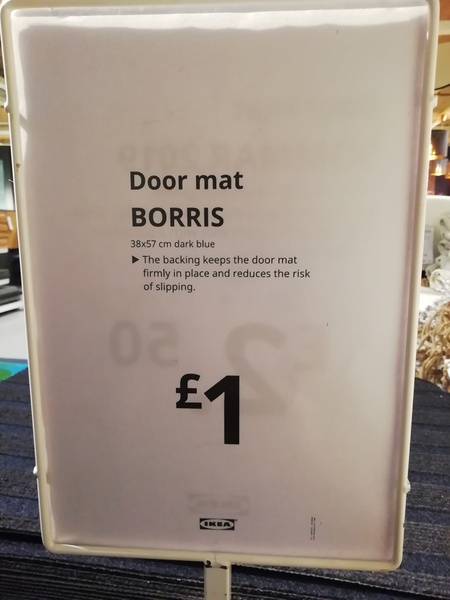 Door mat
BORRIS
38x57 cm dark blue
▶ The backing keeps the door mat
firmly in place and reduces the risk
of slipping.
£1
IKEA